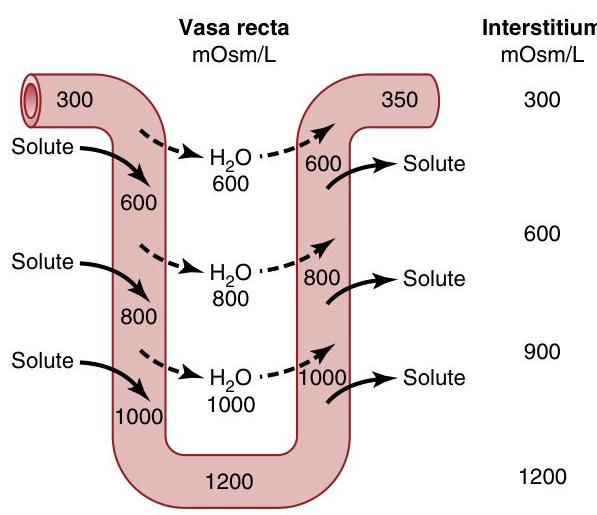 Vasa recta
mOsm/L
Interstitium
mOsm/L
300
350
300
Solute
H₂O
600
600
Solute
600
600
Solute
H₂O
800
800
Solute
800
900
Solute
H₂O
1000
1000
Solute
1000
1200
1200